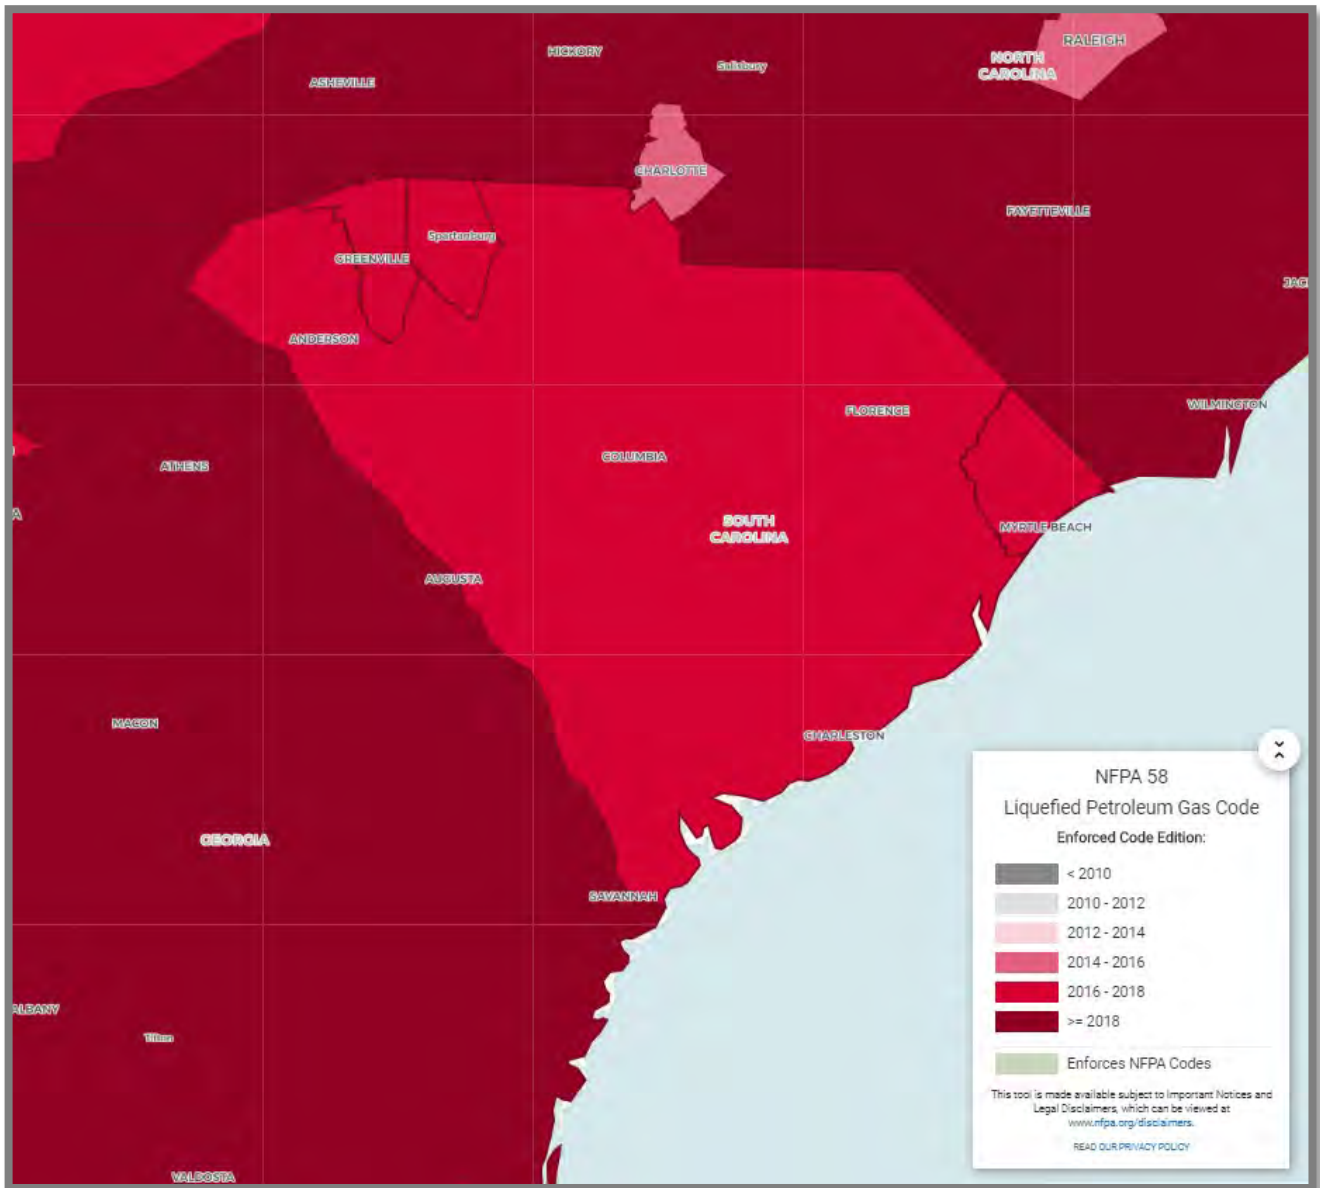 RALEIGH
HICKORY
NORTH
CAROLINA
Salisbury
ASHEVILLE
CHARLOTTE
FAYETTEVILLE
Spartanburg
GREENVILLE
JAC
ANDERSON
WILMINGTON
FLORENCE
COLUMBIA
ATHENS
A
SOUTH
CAROLINA
MYRTLE BEACH
AUGUSTA
MACON
CHARLESTON
GEORGIA
SAVANNAH
ALBANY
Tifton
VALDOSTA
NFPA 58
Liquefied Petroleum Gas Code
Enforced Code Edition:
< 2010
2010 - 2012
2012 - 2014
2014 - 2016
2016 - 2018
>= 2018
Enforces NFPA Codes
This tool is made available subject to Important Notices and
Legal Disclaimers, which can be viewed at
www.nfpa.org/disclaimers.
READ OUR PRIVACY POLICY